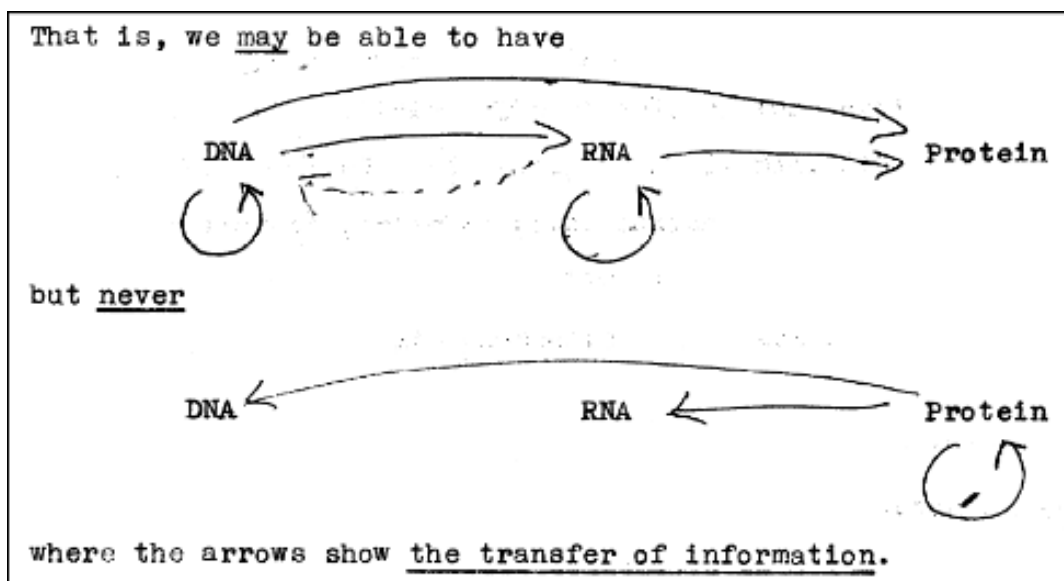 That is, we may be able to have
DNA RNA Protein
but never
DNA RNA Protein
where the arrows show the transfer of information.